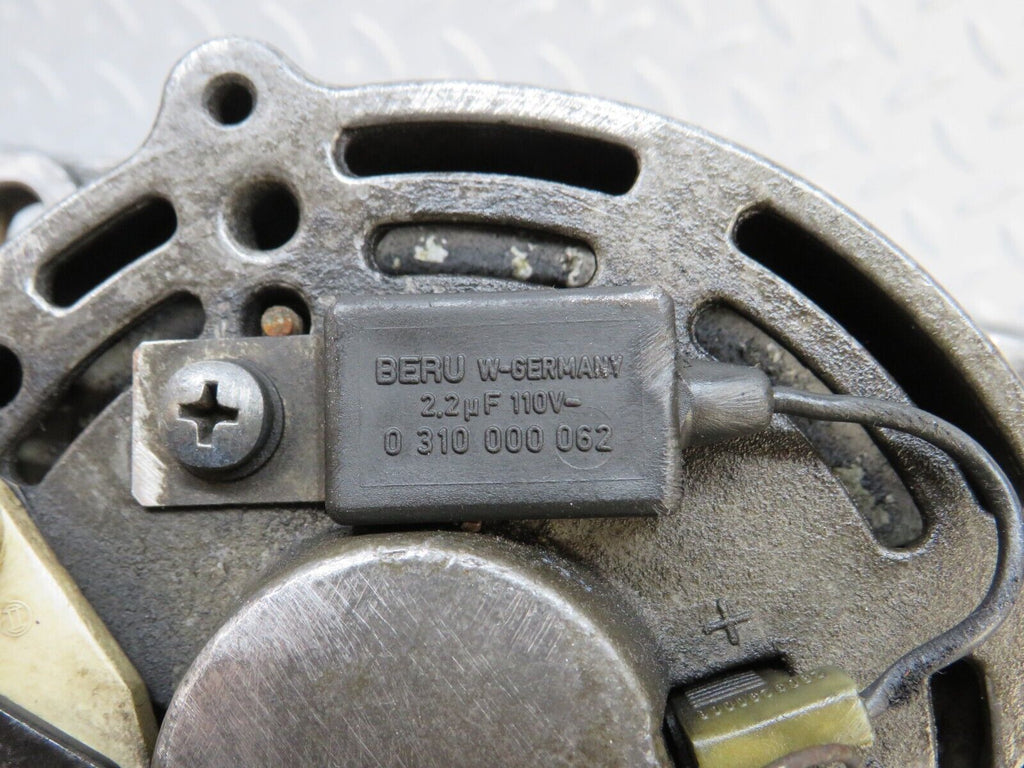 BERU W-GERMANY
2,2µF 110V-
0 310 000 062
+